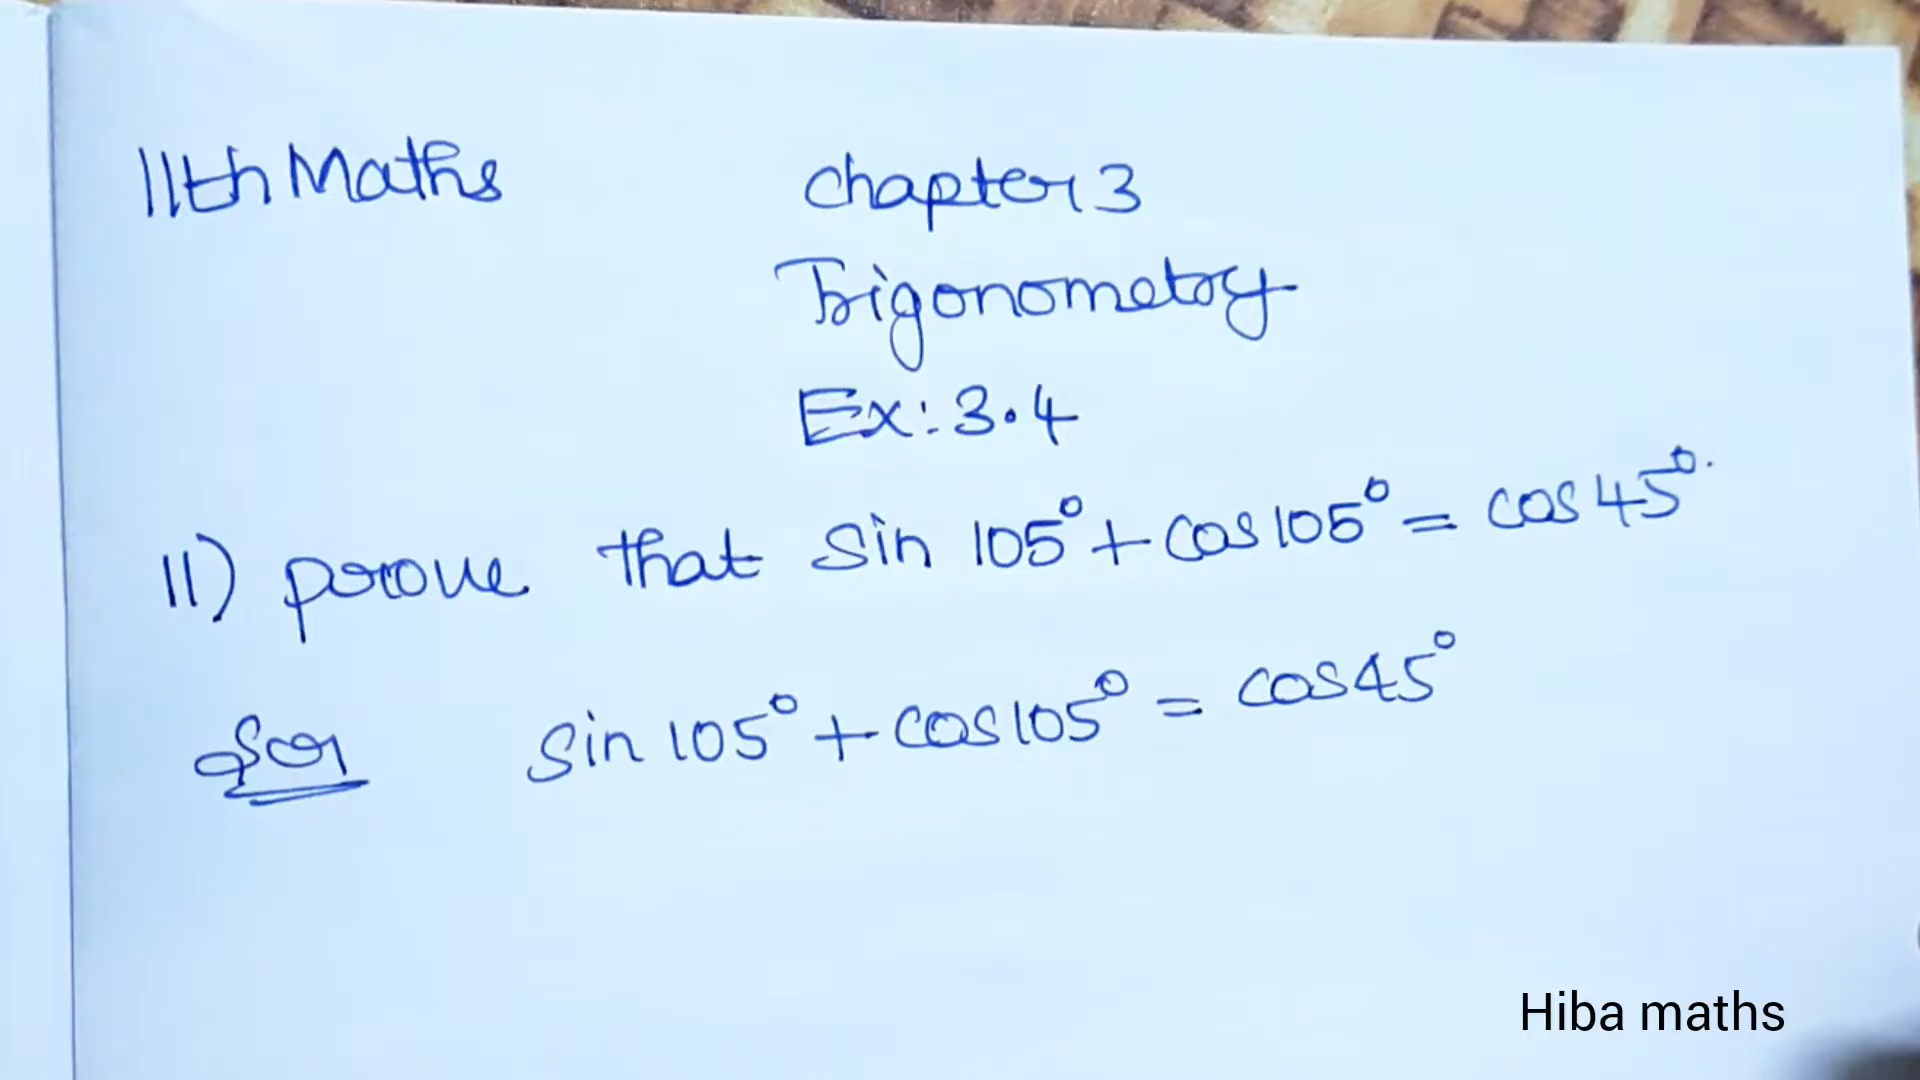 11th Maths
Chapter 3
Trigonometry
Ex: 3.4
11) prove that sin 105° + cos 105° = cos 45°.
sin 105° + cos 105° = cos 45°
Hiba maths